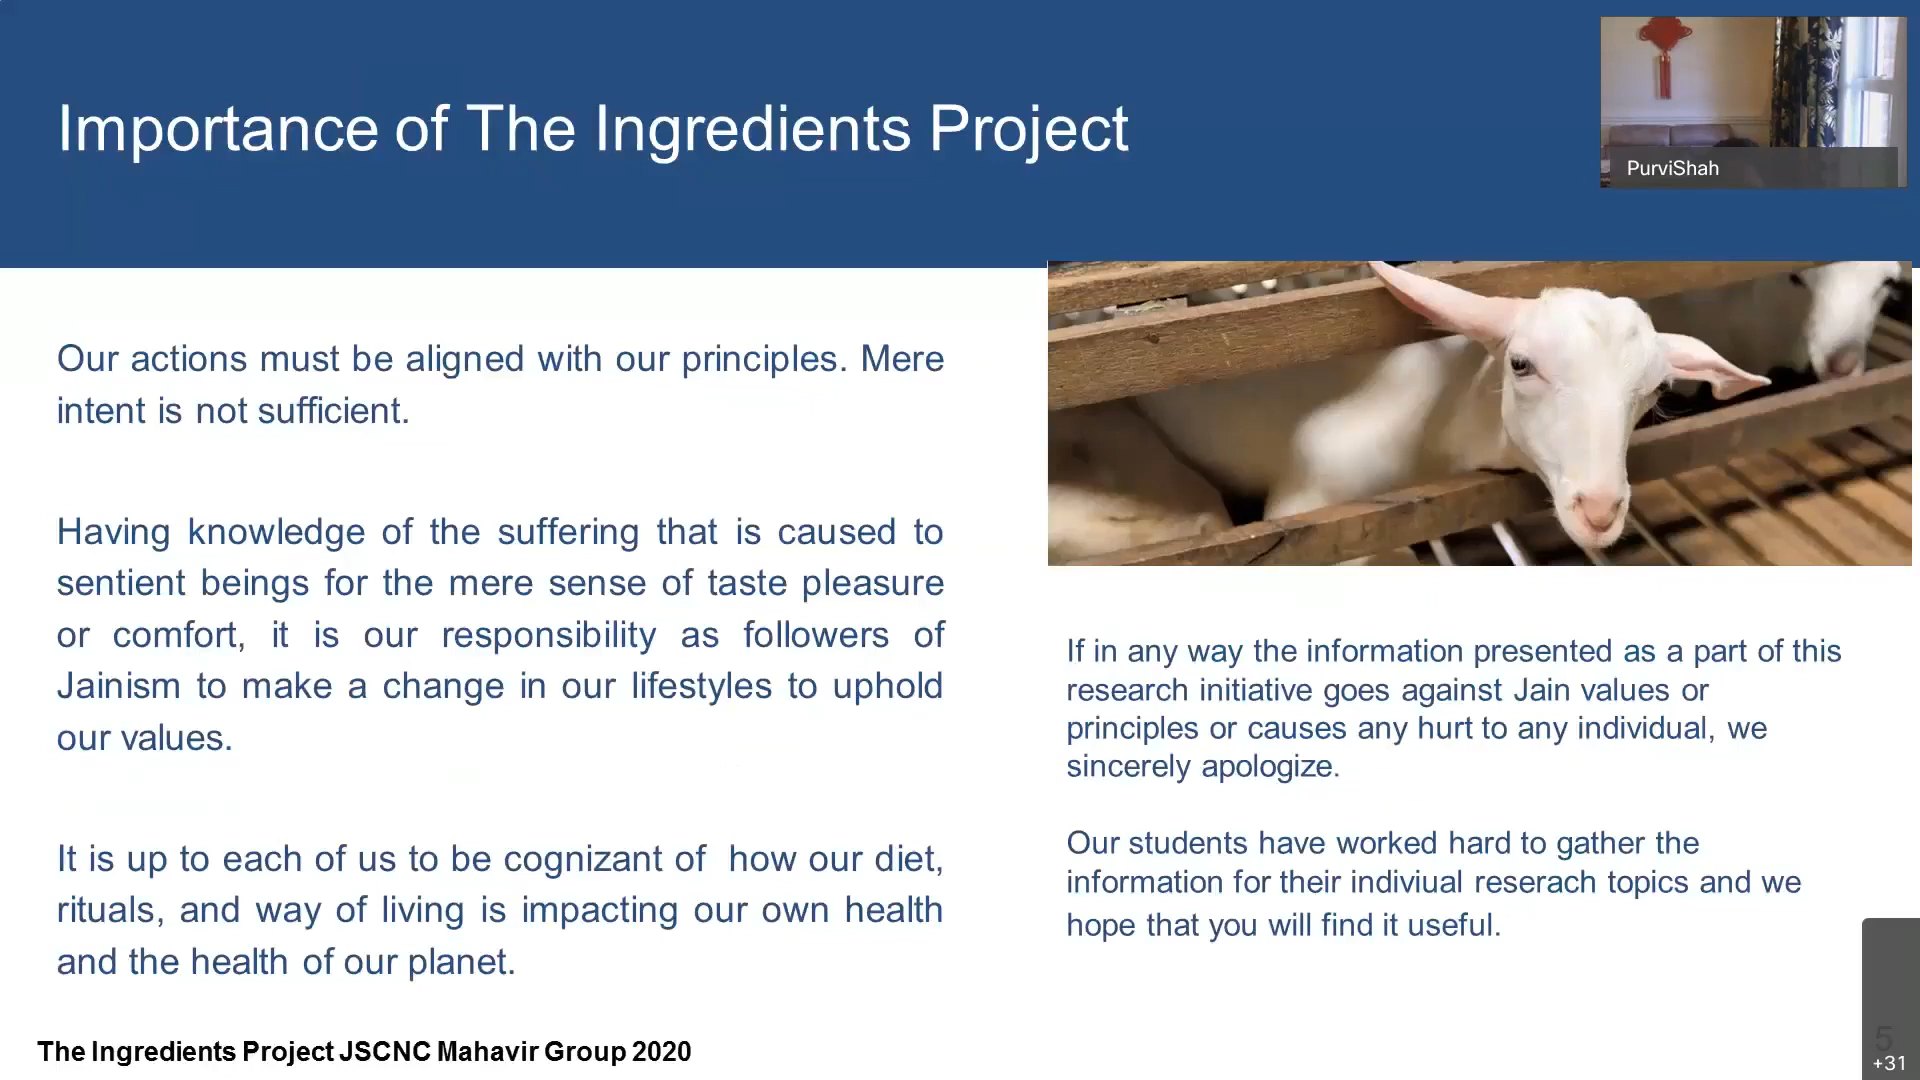 Importance of The Ingredients Project
PurviShah
Our actions must be aligned with our principles. Mere
intent is not sufficient.
Having knowledge of the suffering that is caused to
sentient beings for the mere sense of taste pleasure
or comfort, it is our responsibility as followers of
Jainism to make a change in our lifestyles to uphold
our values.
It is up to each of us to be cognizant of how our diet,
rituals, and way of living is impacting our own health
and the health of our planet.
If in any way the information presented as a part of this
research initiative goes against Jain values or
principles or causes any hurt to any individual, we
sincerely apologize.
Our students have worked hard to gather the
information for their indiviual reserach topics and we
hope that you will find it useful.
The Ingredients Project JSCNC Mahavir Group 2020
5
+31